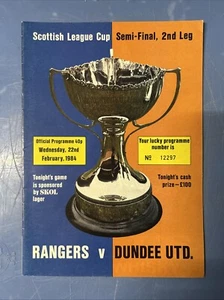 Scottish League Cup Semi-Final, 2nd Leg
Official Programme 40p
Wednesday, 22nd
February, 1984
Your lucky programme
number is
Nº 12297
Tonight's game
is sponsored
by SKOL
lager
Tonight's cash
prize—£100
RANGERS v DUNDEE UTD.